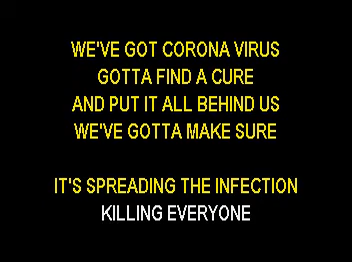 WE'VE GOT CORONA VIRUS
GOTTA FIND A CURE
AND PUT IT ALL BEHIND US
WE'VE GOTTA MAKE SURE
IT'S SPREADING THE INFECTION
KILLING EVERYONE